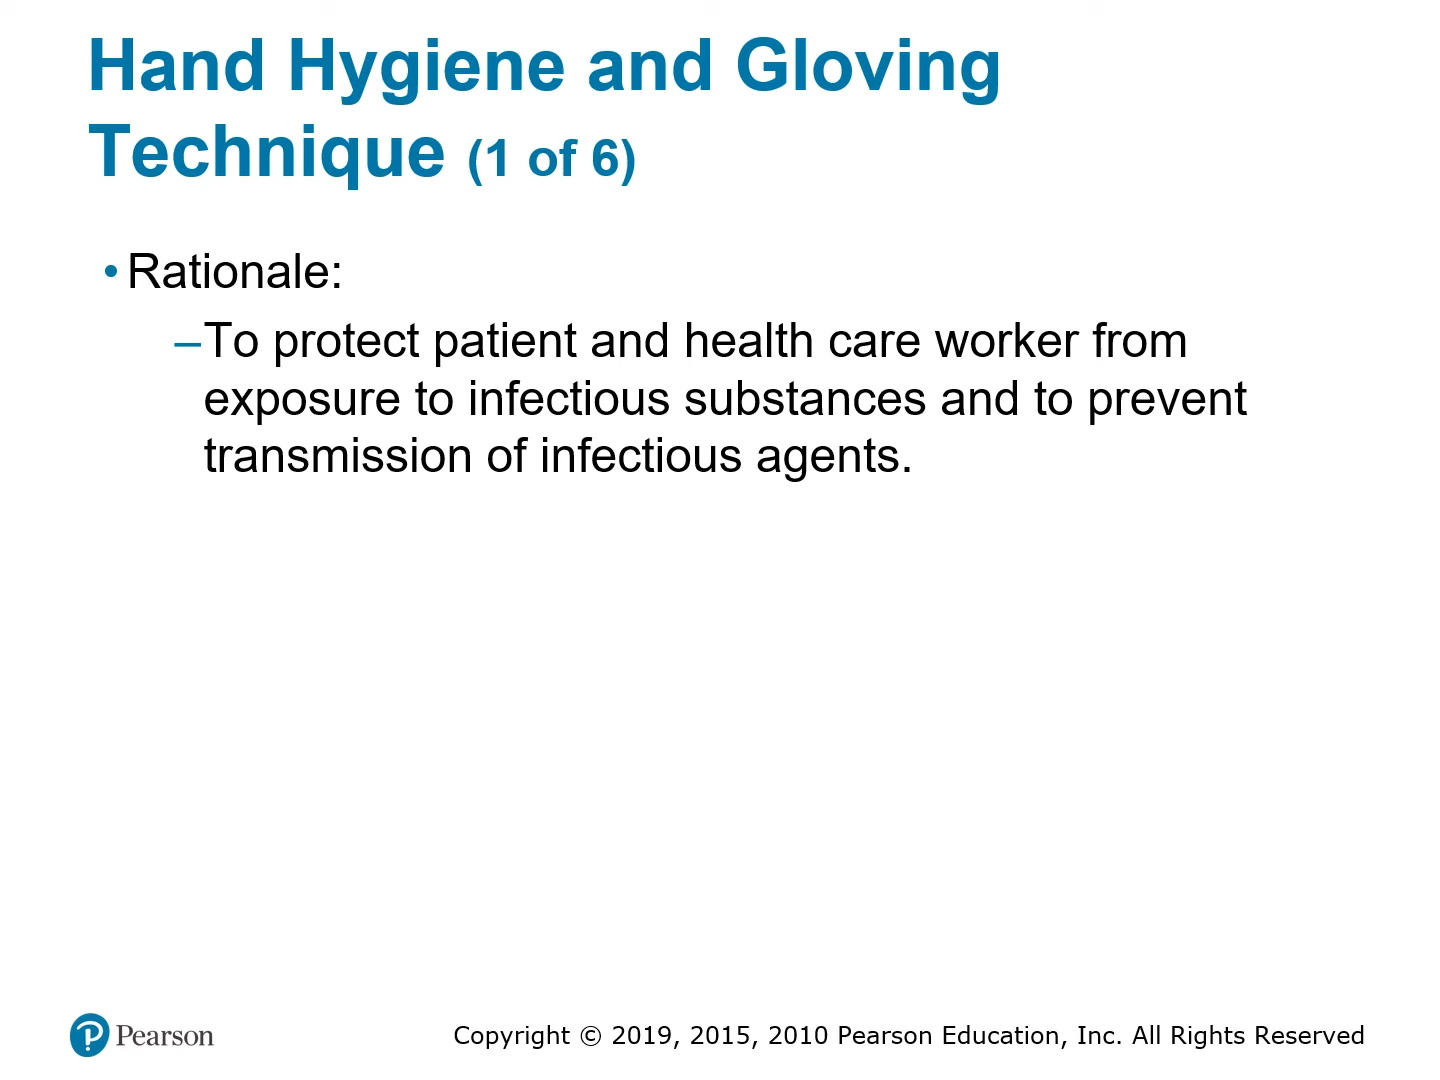 Hand Hygiene and Gloving
Technique (1 of 6)
• Rationale:
–To protect patient and health care worker from
exposure to infectious substances and to prevent
transmission of infectious agents.
P Pearson
Copyright © 2019, 2015, 2010 Pearson Education, Inc. All Rights Reserved